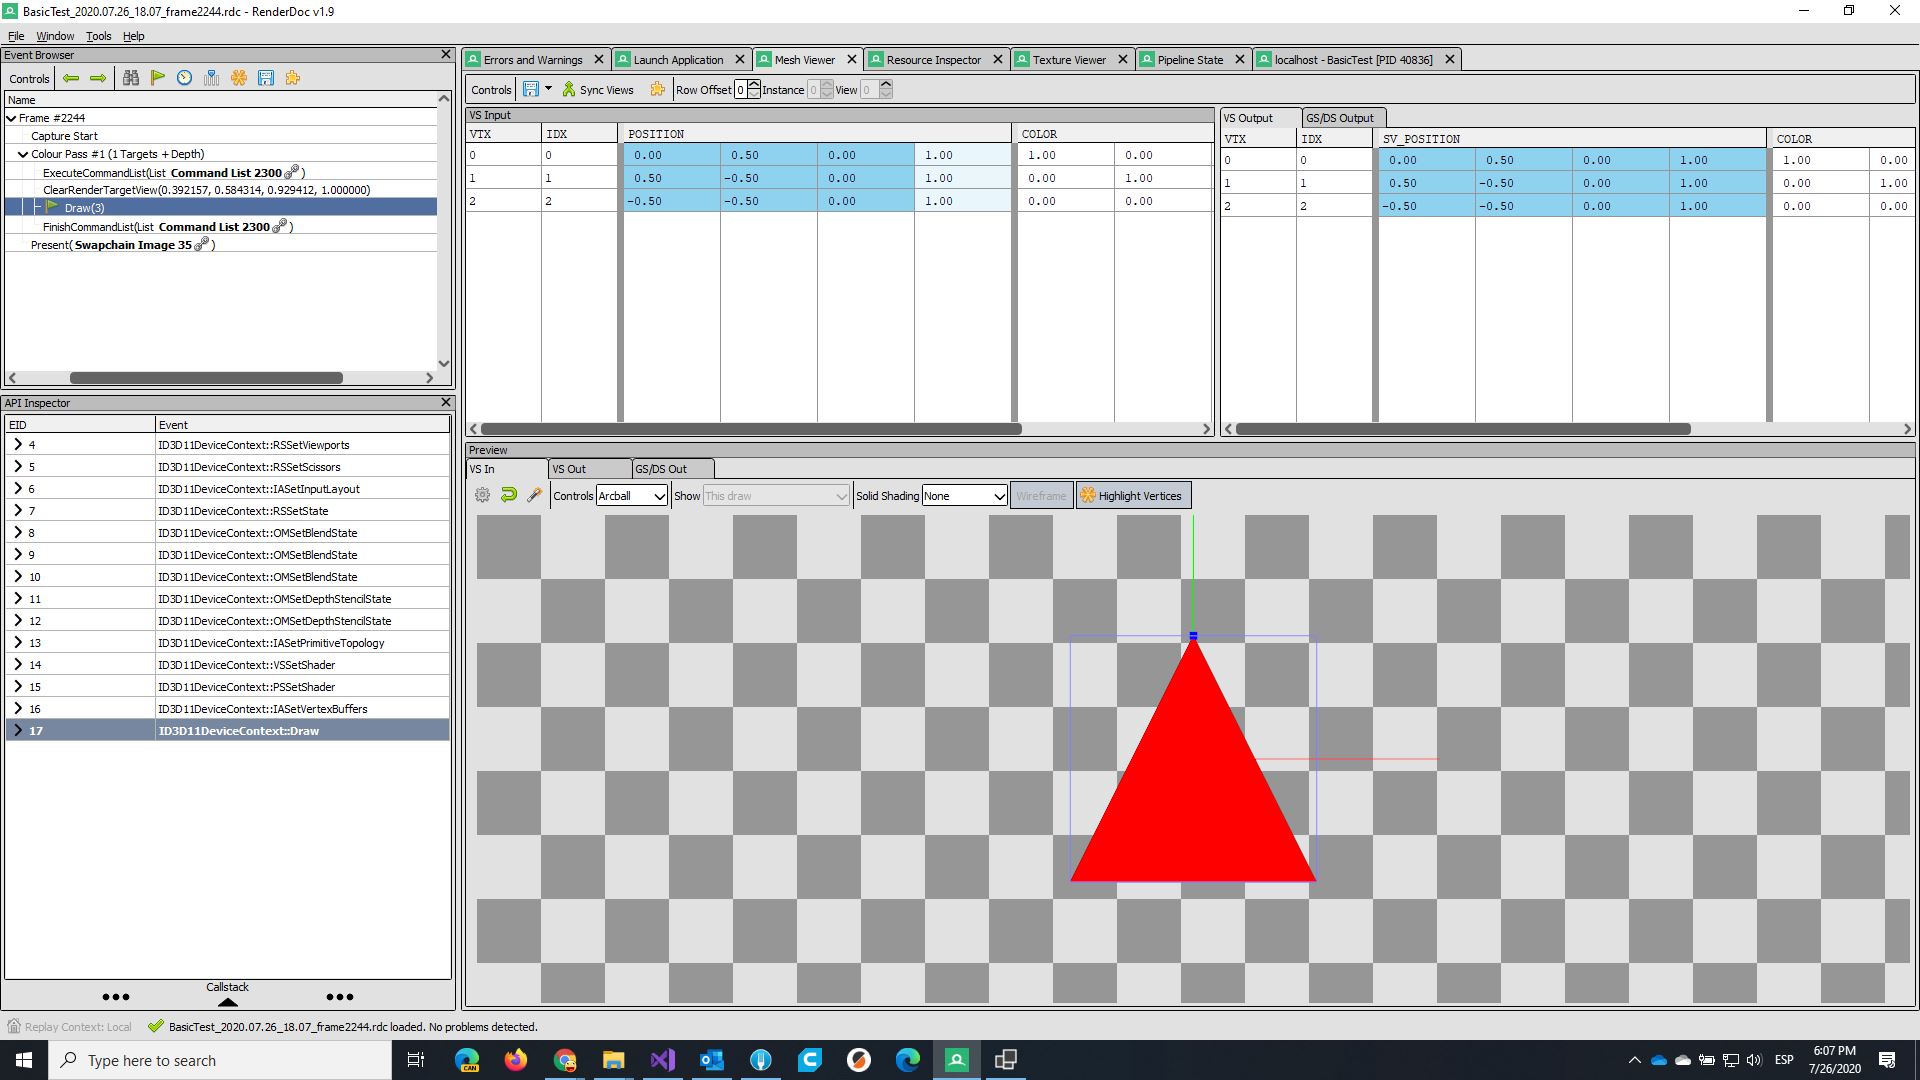 BasicTest_2020.07.26_18.07_frame2244.rdc - RenderDoc v1.9
File Window Tools Help
Event Browser
Controls
Name
Frame #2244
Capture Start
Colour Pass #1 (1 Targets + Depth)
ExecuteCommandList(List Command List 2300 )
ClearRenderTargetView(0.392157, 0.584314, 0.929412, 1.000000)
Draw(3)
FinishCommandList(List Command List 2300 )
Present( Swapchain Image 35 )
API Inspector
EID Event
4 ID3D11DeviceContext::RSSetViewports
5 ID3D11DeviceContext::RSSetScissors
6 ID3D11DeviceContext::IASetInputLayout
7 ID3D11DeviceContext::RSSetState
8 ID3D11DeviceContext::OMSetBlendState
9 ID3D11DeviceContext::OMSetBlendState
10 ID3D11DeviceContext::OMSetBlendState
11 ID3D11DeviceContext::OMSetDepthStencilState
12 ID3D11DeviceContext::OMSetDepthStencilState
13 ID3D11DeviceContext::IASetPrimitiveTopology
14 ID3D11DeviceContext::VSSetShader
15 ID3D11DeviceContext::PSSetShader
16 ID3D11DeviceContext::IASetVertexBuffers
17 ID3D11DeviceContext::Draw
Callstack
Errors and Warnings Launch Application Mesh Viewer Resource Inspector Texture Viewer Pipeline State localhost - BasicTest [PID 40836]
Controls Sync Views Row Offset 0 Instance 0 View 0
VS Input
VTX IDX POSITION COLOR
0 0 0.00 0.50 0.00 1.00 1.00 0.00
1 1 0.50 -0.50 0.00 1.00 0.00 1.00
2 2 -0.50 -0.50 0.00 1.00 0.00 0.00
VS Output GS/DS Output
VTX IDX SV_POSITION COLOR
0 0 0.00 0.50 0.00 1.00 1.00 0.00
1 1 0.50 -0.50 0.00 1.00 0.00 1.00
2 2 -0.50 -0.50 0.00 1.00 0.00 0.00
Preview
VS In VS Out GS/DS Out
Controls Arcball Show This draw Solid Shading None Wireframe Highlight Vertices
Replay Context: Local BasicTest_2020.07.26_18.07_frame2244.rdc loaded. No problems detected.
Type here to search
CAN
ESP
6:07 PM
7/26/2020